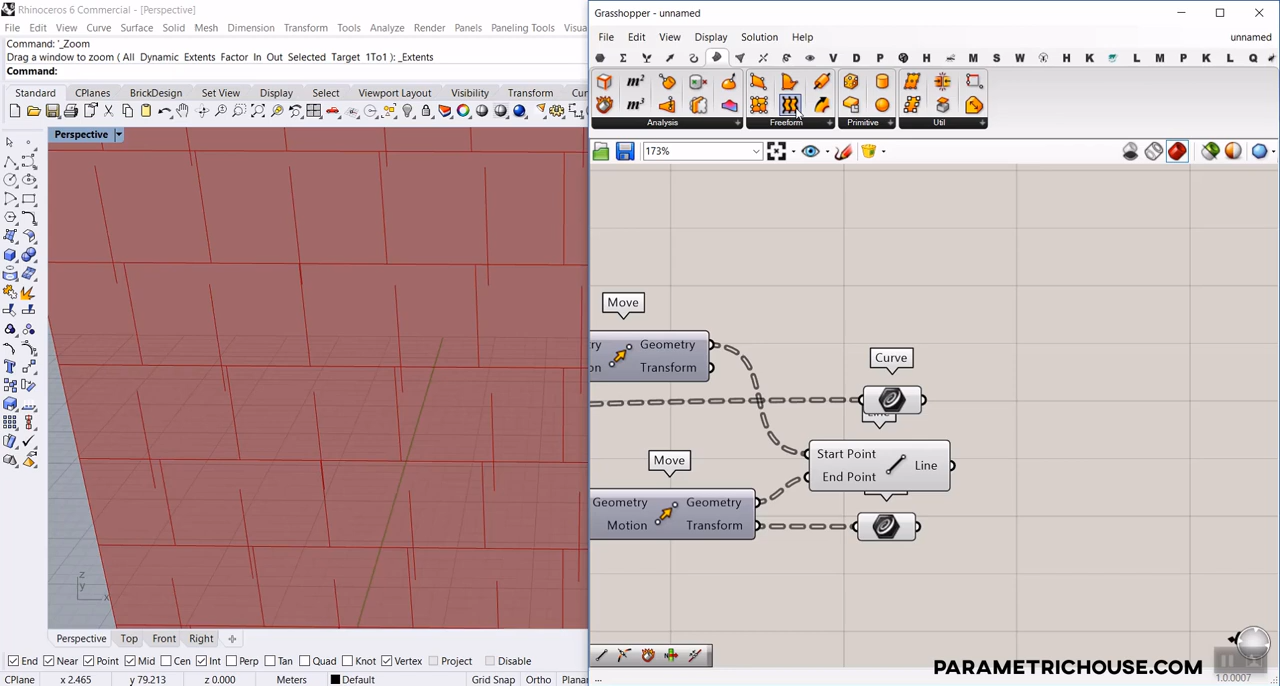 Rhinoceros 6 Commercial - [Perspective]
File Edit View Curve Surface Solid Mesh Dimension Transform Tools Analyze Render Panels Paneling Tools
Command: '_Zoom
Drag a window to zoom ( All Dynamic Extents Factor In Out Selected Target 1To1 ): _Extents
Command:
Standard CPlanes BrickDesign Set View Display Select Viewport Layout Visibility Transform
Perspective
z
y
x
Perspective Top Front Right
End Near Point Mid Cen Int Perp Tan Quad Knot Vertex Project Disable
CPlane x 2.465 y 79.213 z 0.000 Meters Default Grid Snap Ortho Planar
Grasshopper - unnamed
File Edit View Display Solution Help unnamed
V D P H M S W H L M P K L Q
m²
m³
Analysis Freeform Primitive Util
173%
Move
Geometry
Transform
Curve
Move
Start Point
End Point
Line
Geometry
Motion
Geometry
Transform
PARAMETRICHOUSE.COM
1.0.0007